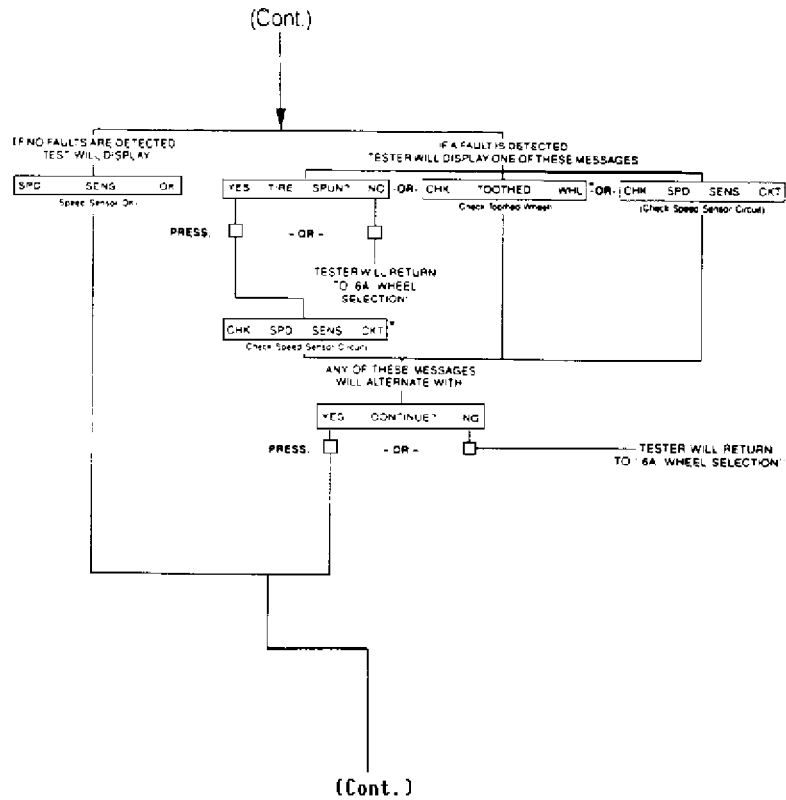 (Cont.)
IF NO FAULTS ARE DETECTED
TEST WILL DISPLAY
IF A FAULT IS DETECTED
TESTER WILL DISPLAY ONE OF THESE MESSAGES
SPD SENS OK
(Speed Sensor OK)
YES TIRE SPUN? NO -OR- CHK TOOTHED WHL * -OR- CHK SPD SENS CKT
(Check Toothed Wheel)
(Check Speed Sensor Circuit)
PRESS. - OR -
TESTER WILL RETURN
TO "6A. WHEEL
SELECTION"
CHK SPD SENS CKT *
(Check Speed Sensor Circuit)
ANY OF THESE MESSAGES
WILL ALTERNATE WITH
YES CONTINUE? NO
PRESS. - OR -
TESTER WILL RETURN
TO "6A. WHEEL SELECTION"
(Cont.)